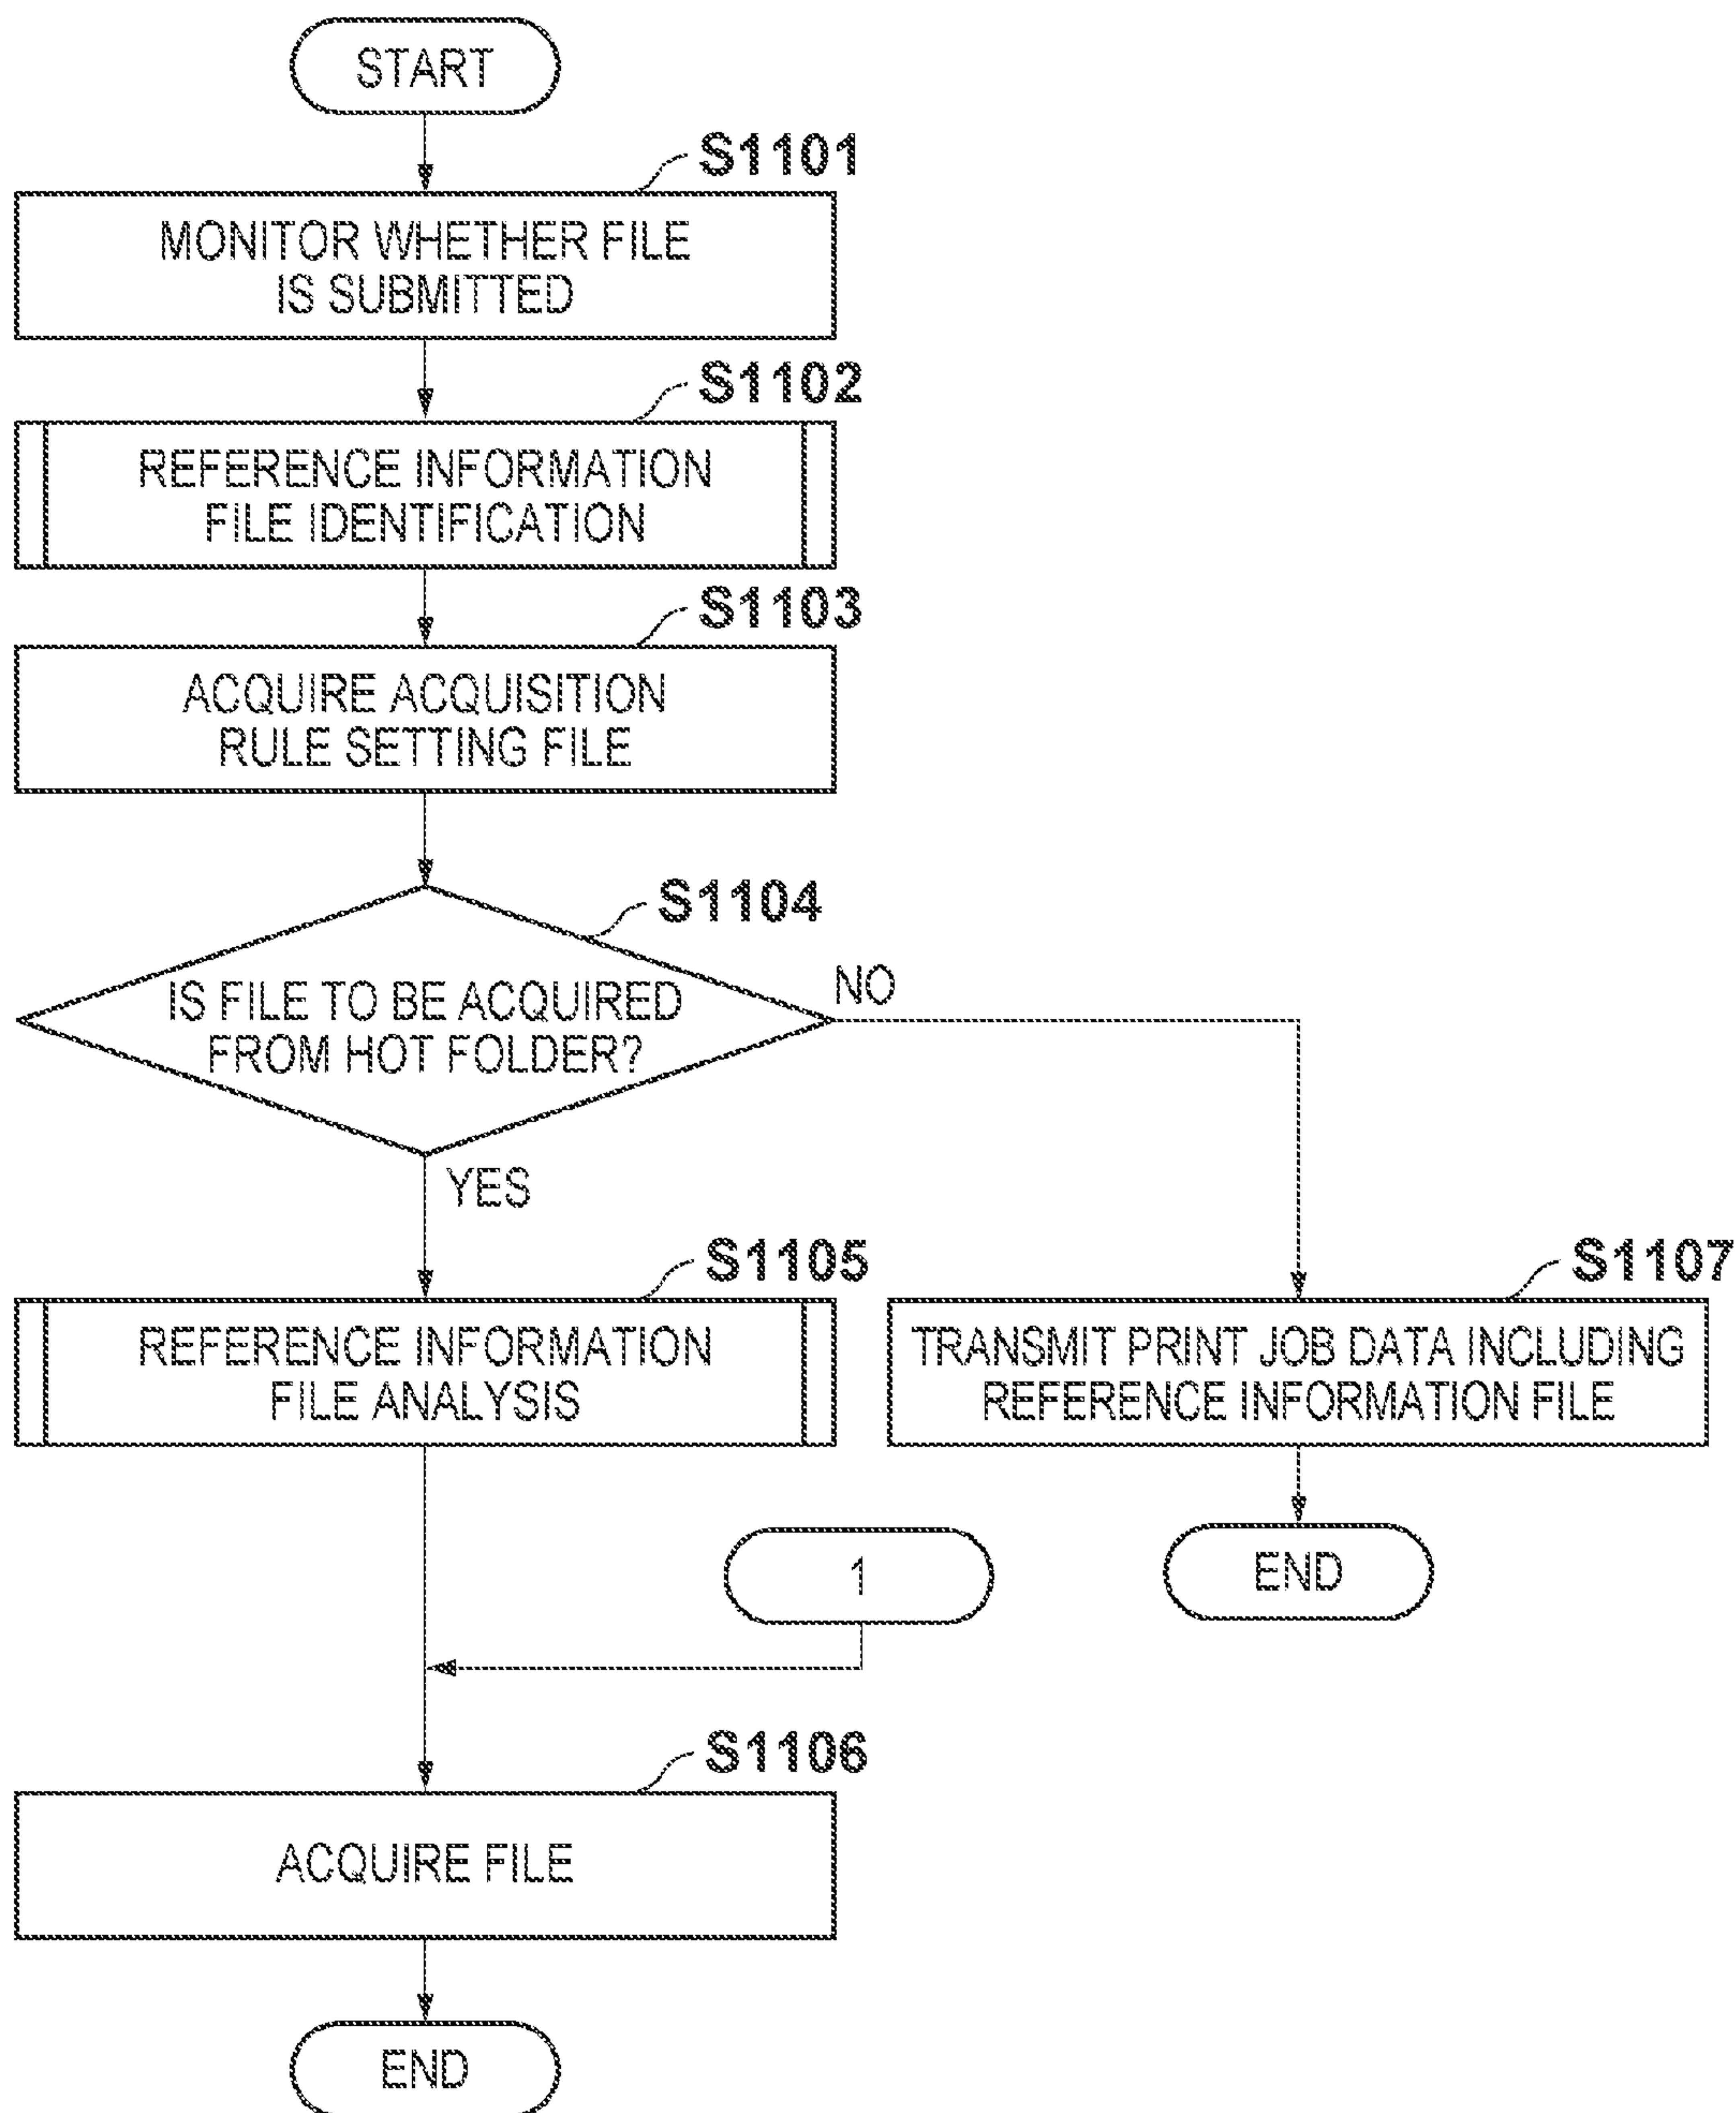 START
S1101
MONITOR WHETHER FILE
IS SUBMITTED
S1102
REFERENCE INFORMATION
FILE IDENTIFICATION
S1103
ACQUIRE ACQUISITION
RULE SETTING FILE
S1104
IS FILE TO BE ACQUIRED
FROM HOT FOLDER?
NO
YES
S1105
REFERENCE INFORMATION
FILE ANALYSIS
S1107
TRANSMIT PRINT JOB DATA INCLUDING
REFERENCE INFORMATION FILE
1
END
S1106
ACQUIRE FILE
END